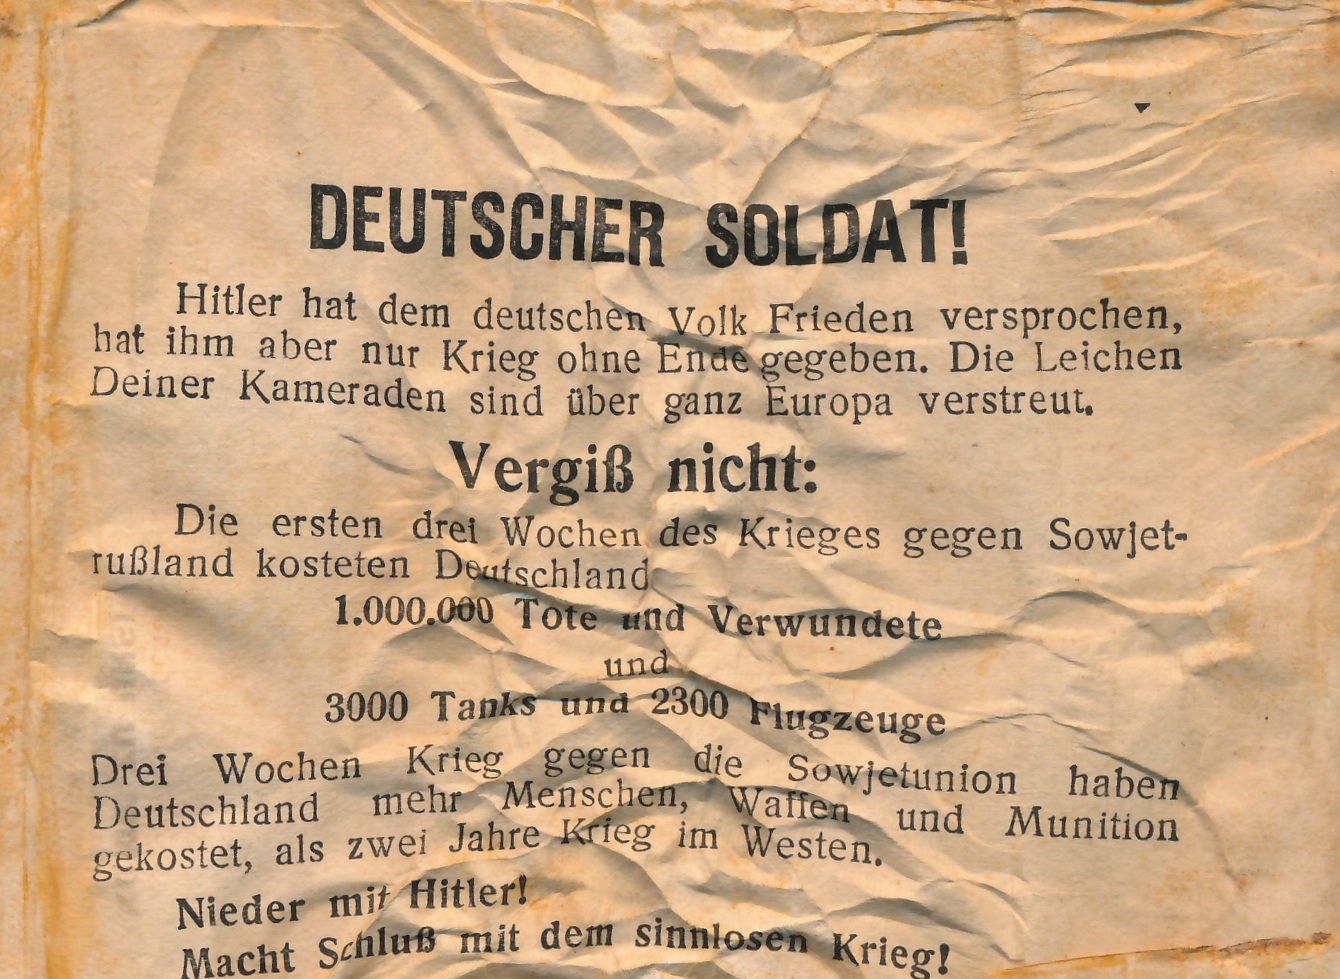 DEUTSCHER SOLDAT!
Hitler hat dem deutschen Volk Frieden versprochen,
hat ihm aber nur Krieg ohne Ende gegeben. Die Leichen
Deiner Kameraden sind über ganz Europa verstreut.
Vergiß nicht:
Die ersten drei Wochen des Krieges gegen Sowjet-
rußland kosteten Deutschland
1.000.000 Tote und Verwundete
und
3000 Tanks und 2300 Flugzeuge
Drei Wochen Krieg gegen die Sowjetunion haben
Deutschland mehr Menschen, Waffen und Munition
gekostet, als zwei Jahre Krieg im Westen.
Nieder mit Hitler!
Macht Schluß mit dem sinnlosen Krieg!